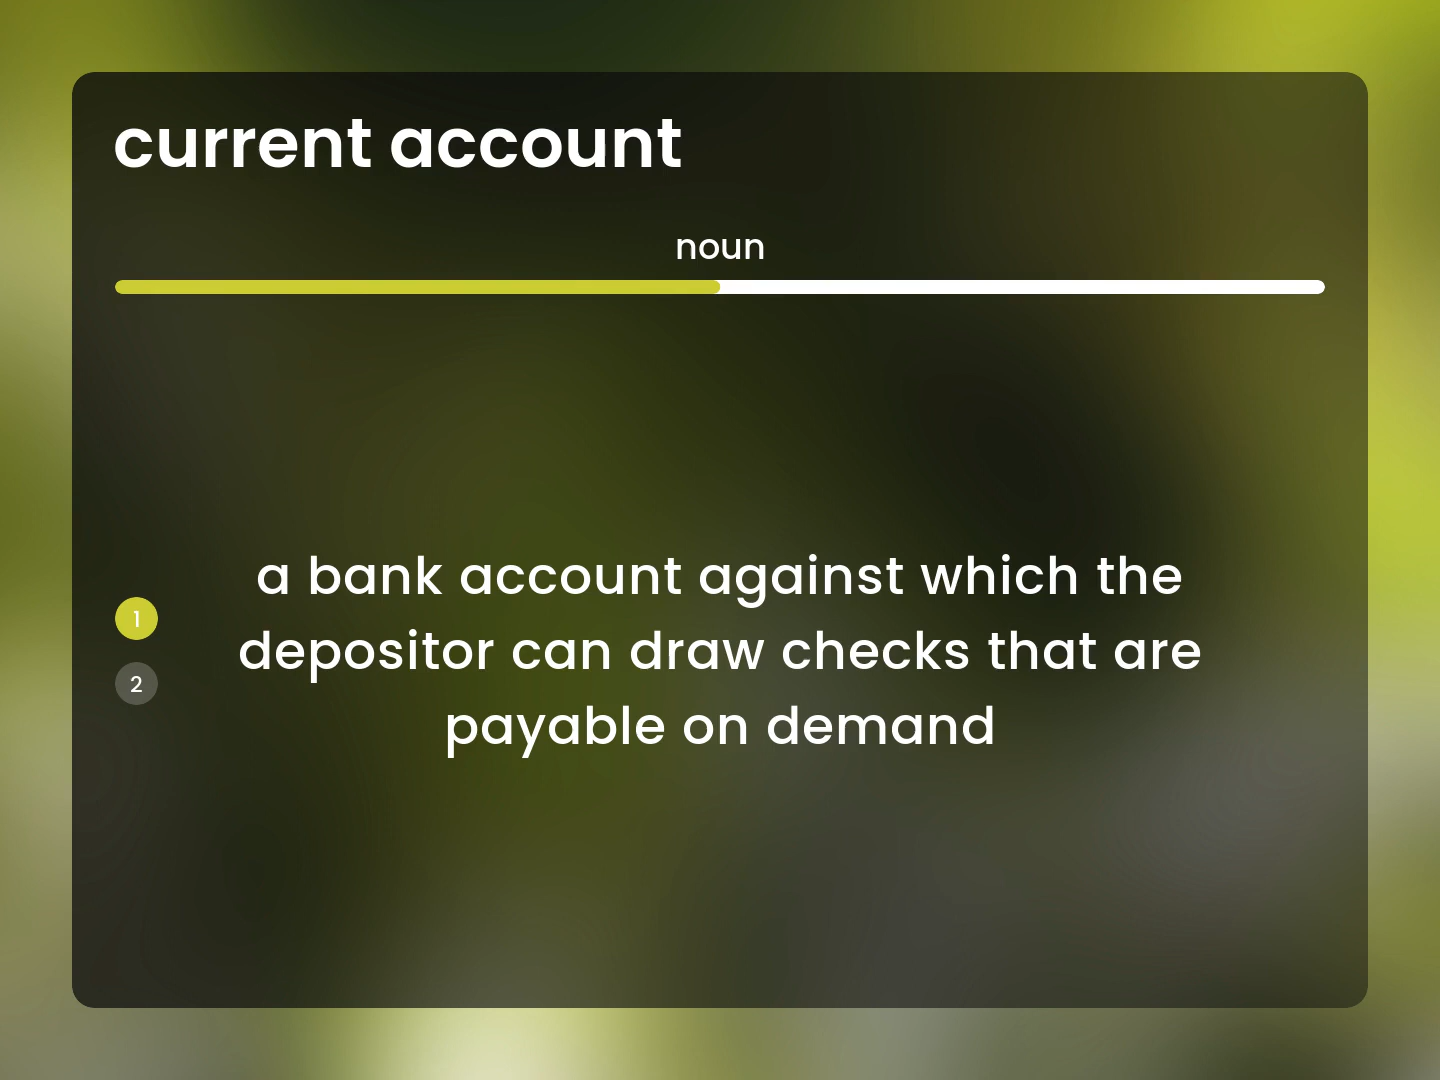 current account
noun
a bank account against which the
depositor can draw checks that are
payable on demand
1
2